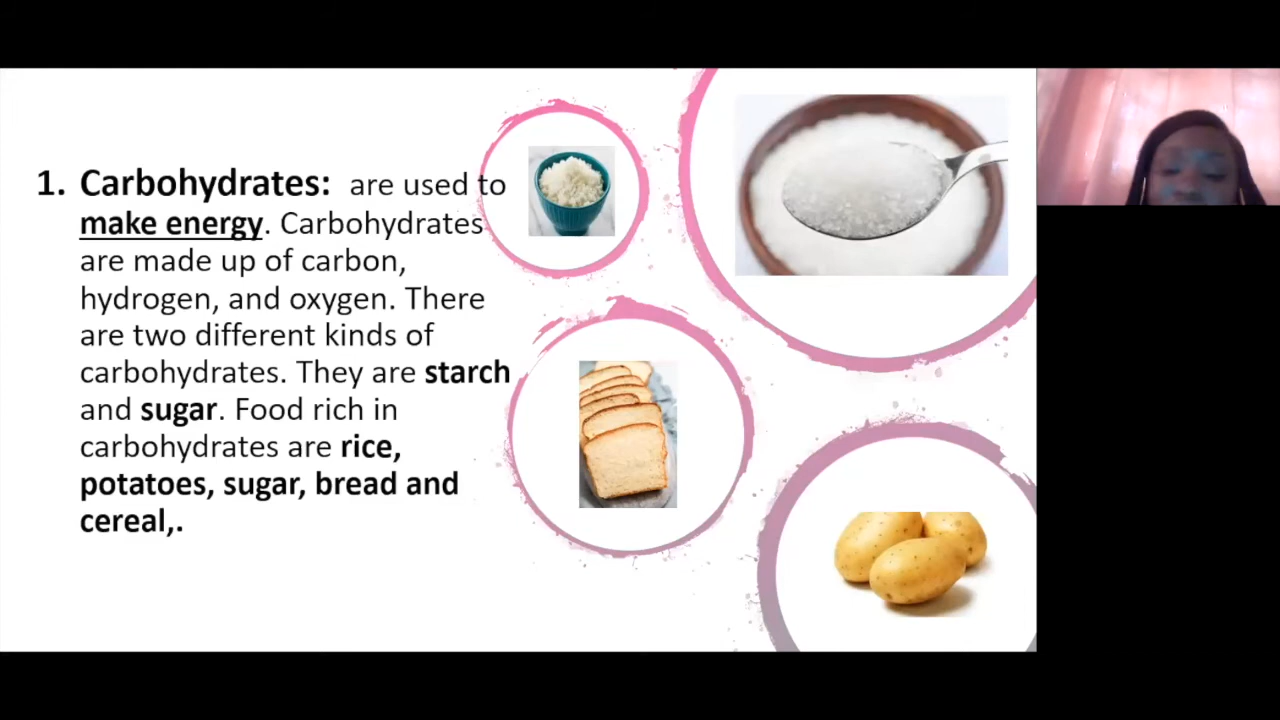 1. Carbohydrates: are used to
make energy. Carbohydrates
are made up of carbon,
hydrogen, and oxygen. There
are two different kinds of
carbohydrates. They are starch
and sugar. Food rich in
carbohydrates are rice,
potatoes, sugar, bread and
cereal,.